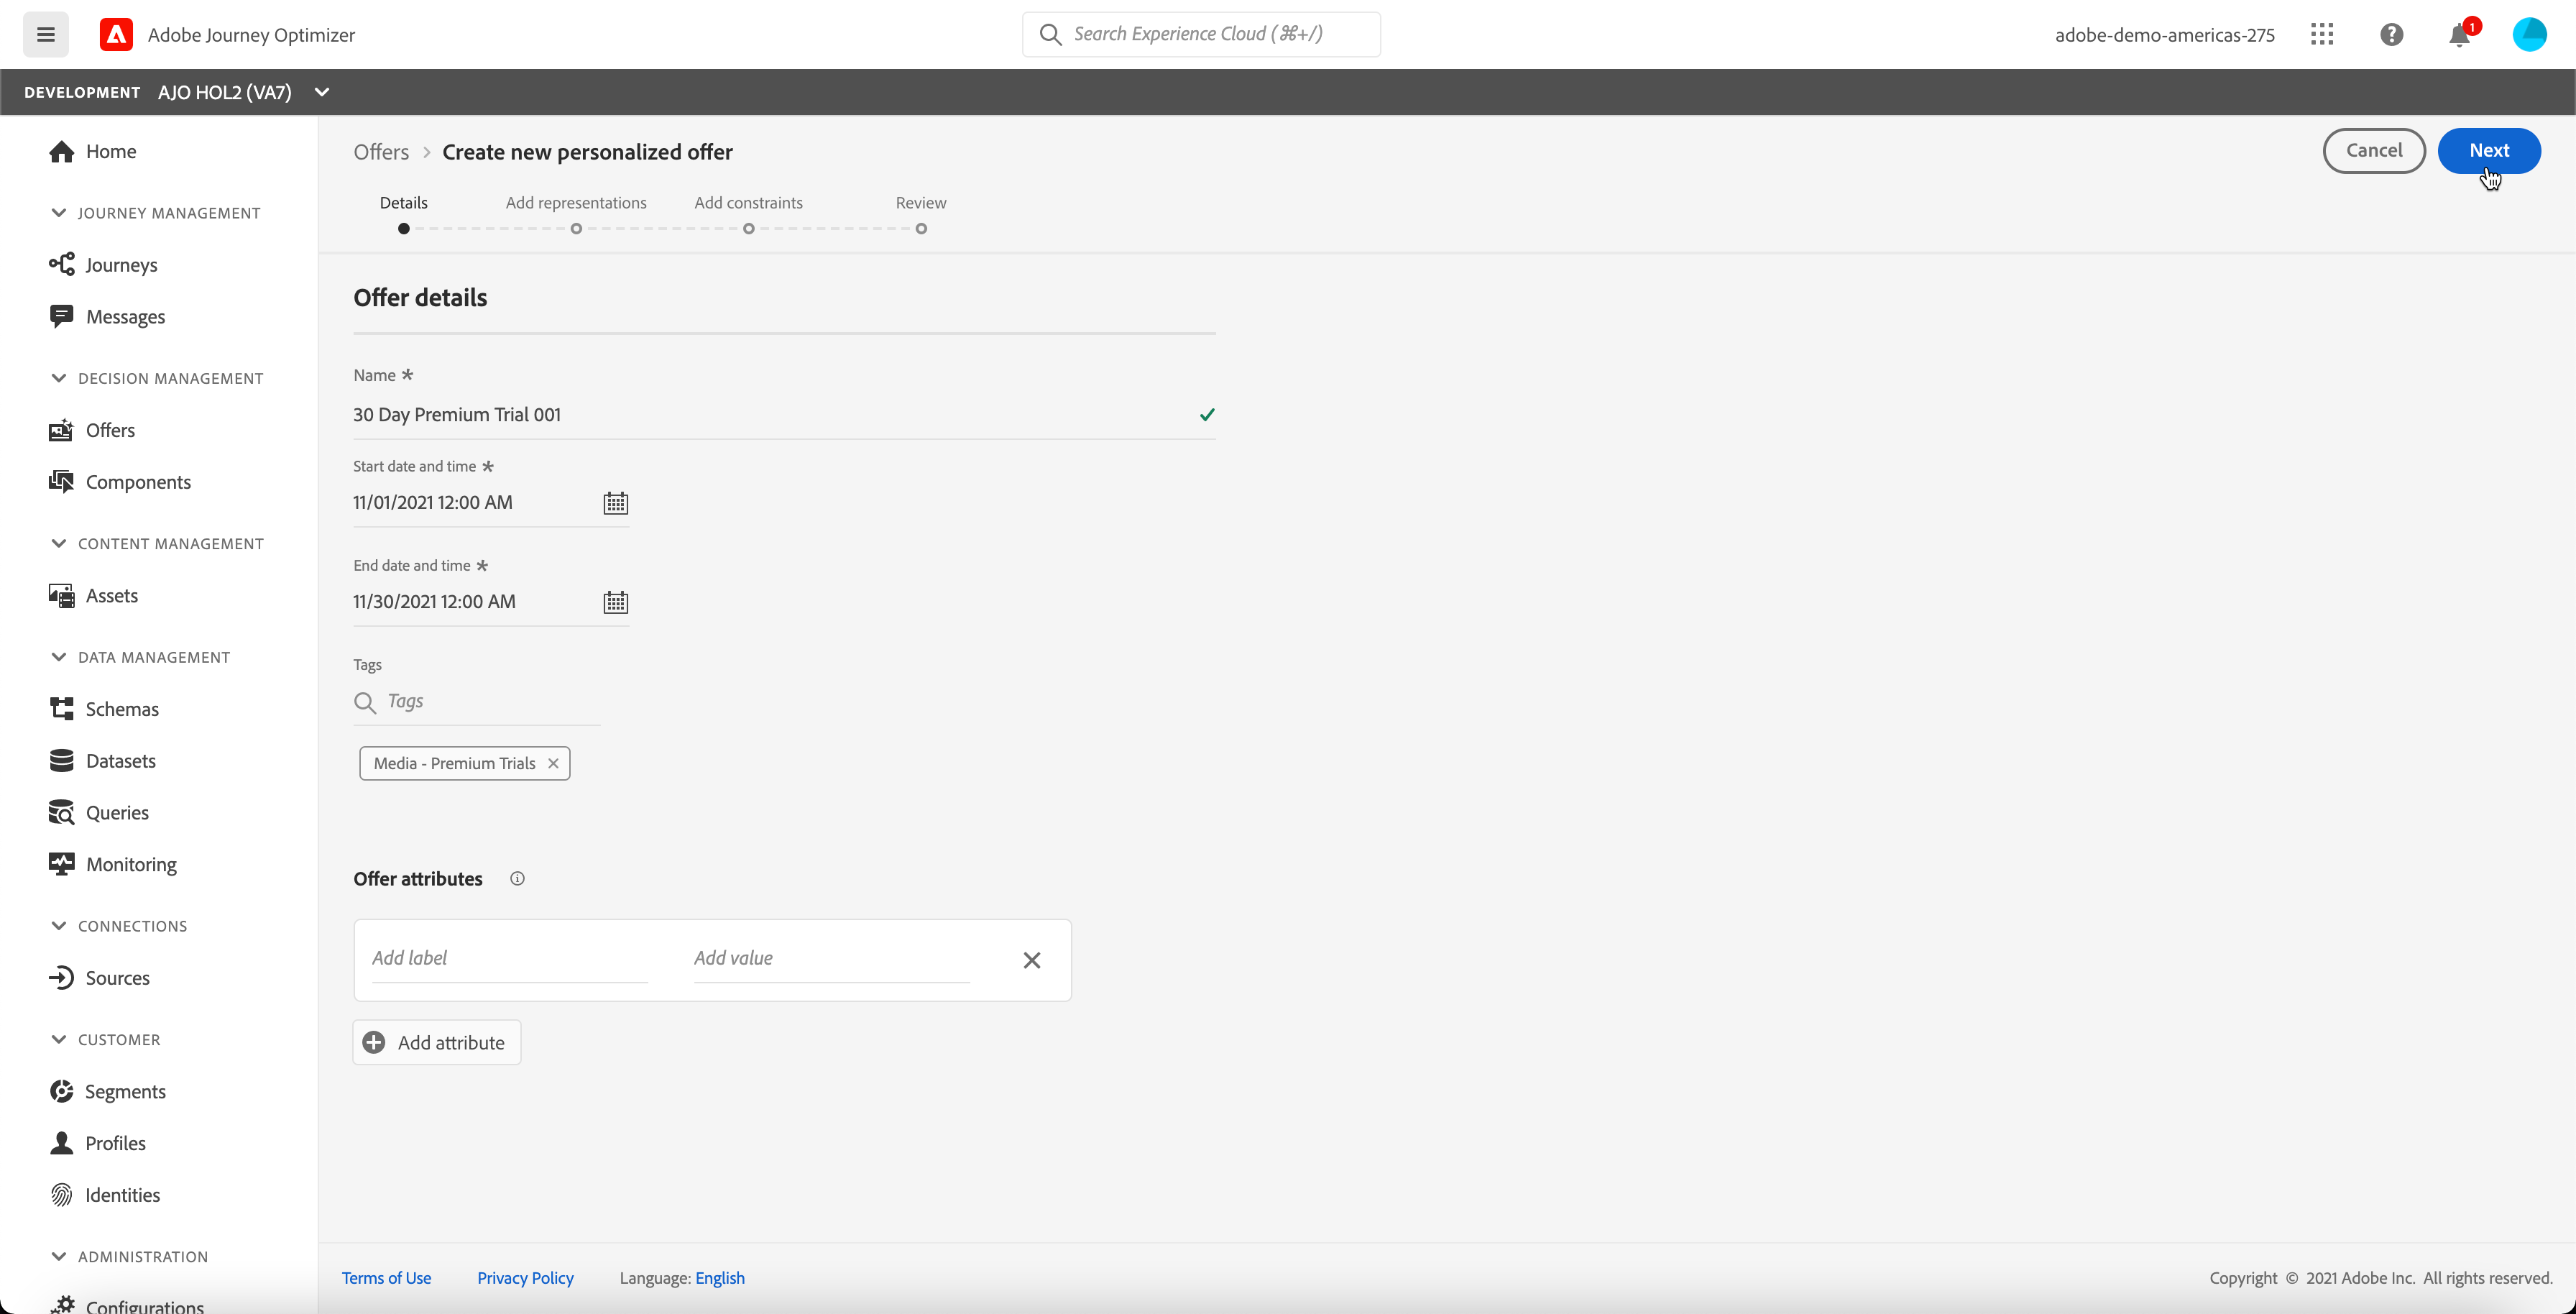 Adobe Journey Optimizer
Search Experience Cloud (⌘+/)
adobe-demo-americas-275
1
DEVELOPMENT AJO HOL2 (VA7)
Home
JOURNEY MANAGEMENT
Journeys
Messages
DECISION MANAGEMENT
Offers
Components
CONTENT MANAGEMENT
Assets
DATA MANAGEMENT
Schemas
Datasets
Queries
Monitoring
CONNECTIONS
Sources
CUSTOMER
Segments
Profiles
Identities
ADMINISTRATION
Configurations
Offers > Create new personalized offer
Cancel
Next
Details
Add representations
Add constraints
Review
Offer details
Name *
30 Day Premium Trial 001
Start date and time *
11/01/2021 12:00 AM
End date and time *
11/30/2021 12:00 AM
Tags
Tags
Media - Premium Trials ×
Offer attributes
Add label
Add value
Add attribute
Terms of Use
Privacy Policy
Language: English
Copyright © 2021 Adobe Inc. All rights reserved.